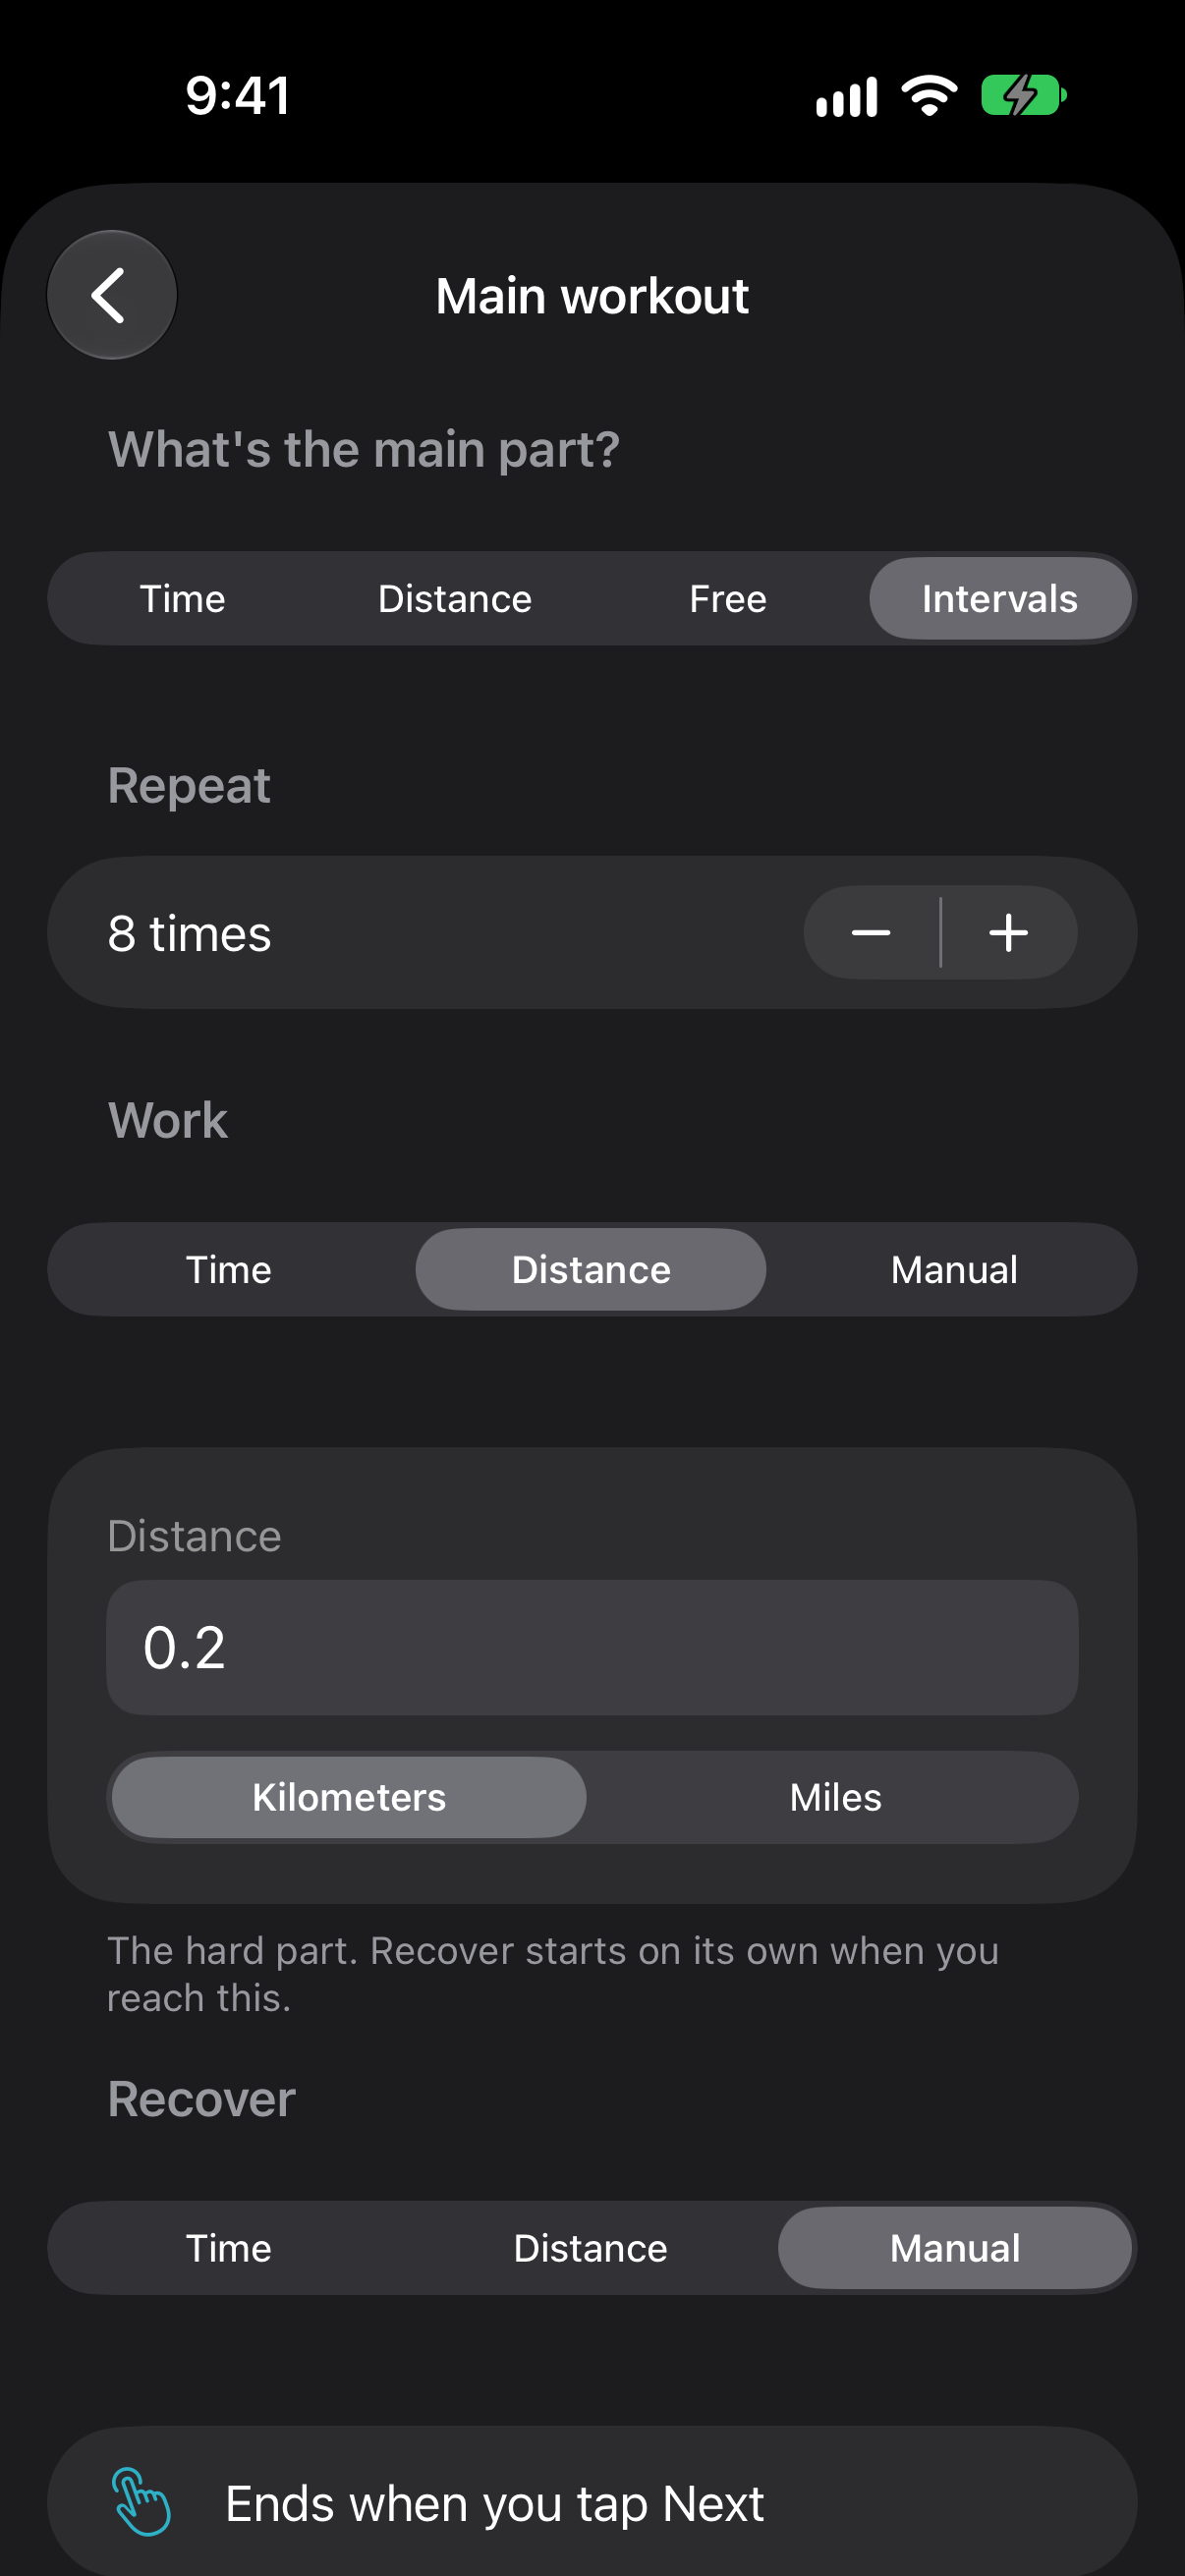 9:41
Main workout
What's the main part?
Time Distance Free Intervals
Repeat
8 times
Work
Time Distance Manual
Distance
0.2
Kilometers Miles
The hard part. Recover starts on its own when you
reach this.
Recover
Time Distance Manual
Ends when you tap Next